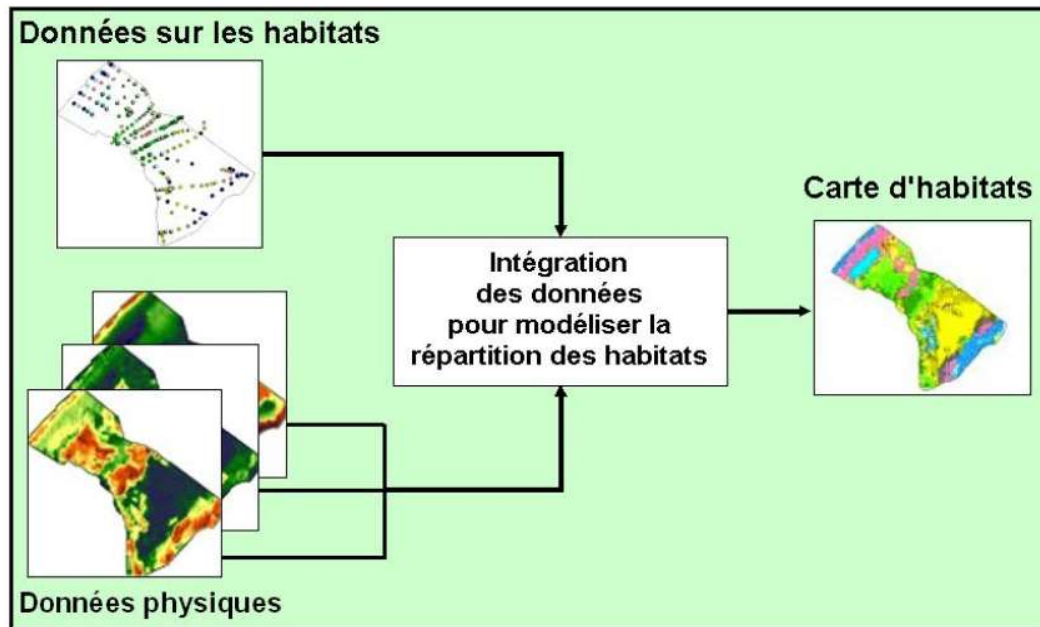 Données sur les habitats
Carte d'habitats
Intégration
des données
pour modéliser la
répartition des habitats
Données physiques